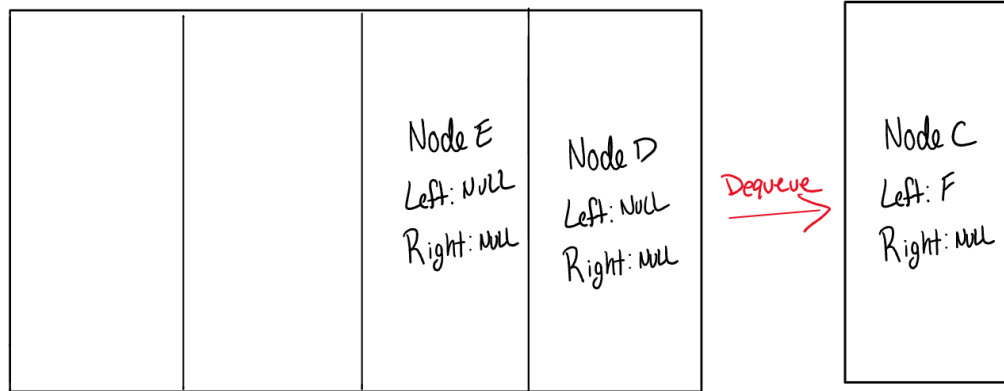 Node E
Left: NULL
Right: NULL
Node D
Left: NULL
Right: NULL
Dequeue
Node C
Left: F
Right: NULL